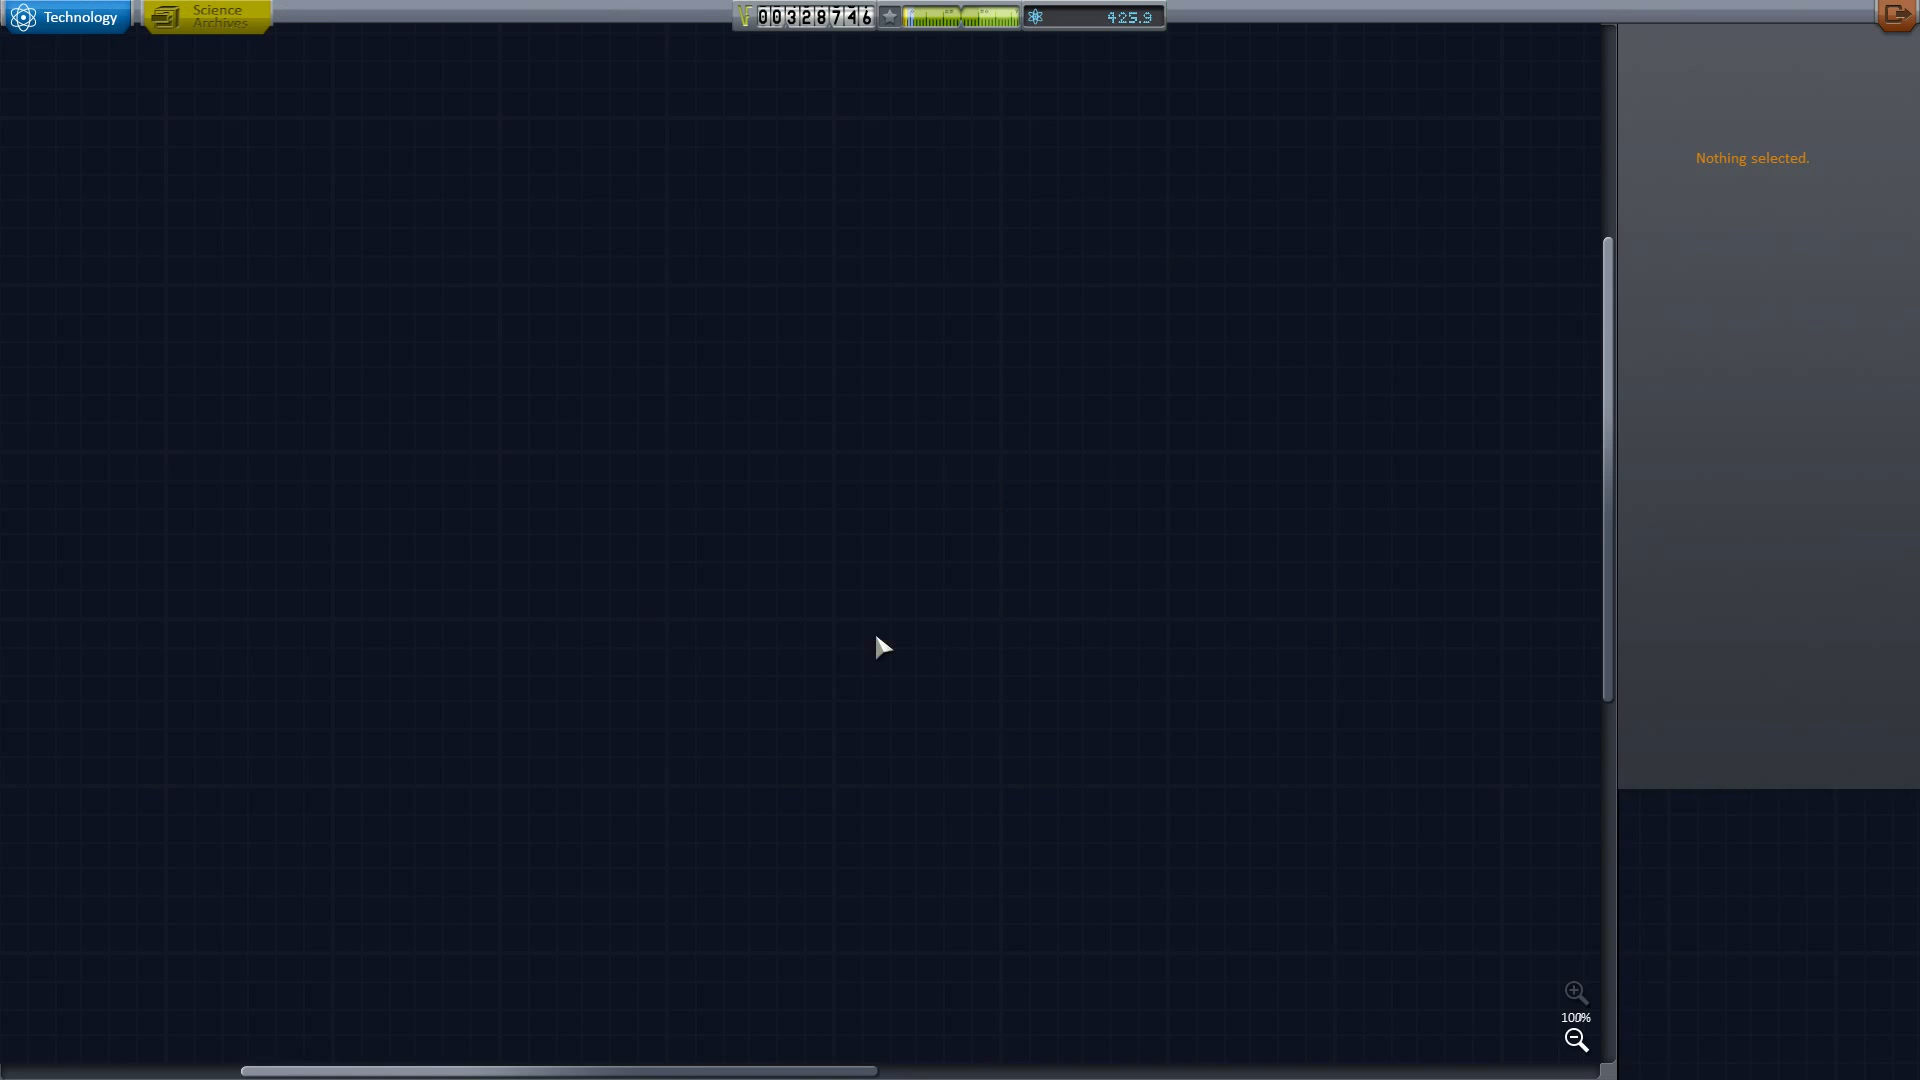 Technology
Science
Archives
00328746
425.9
Nothing selected.
100%